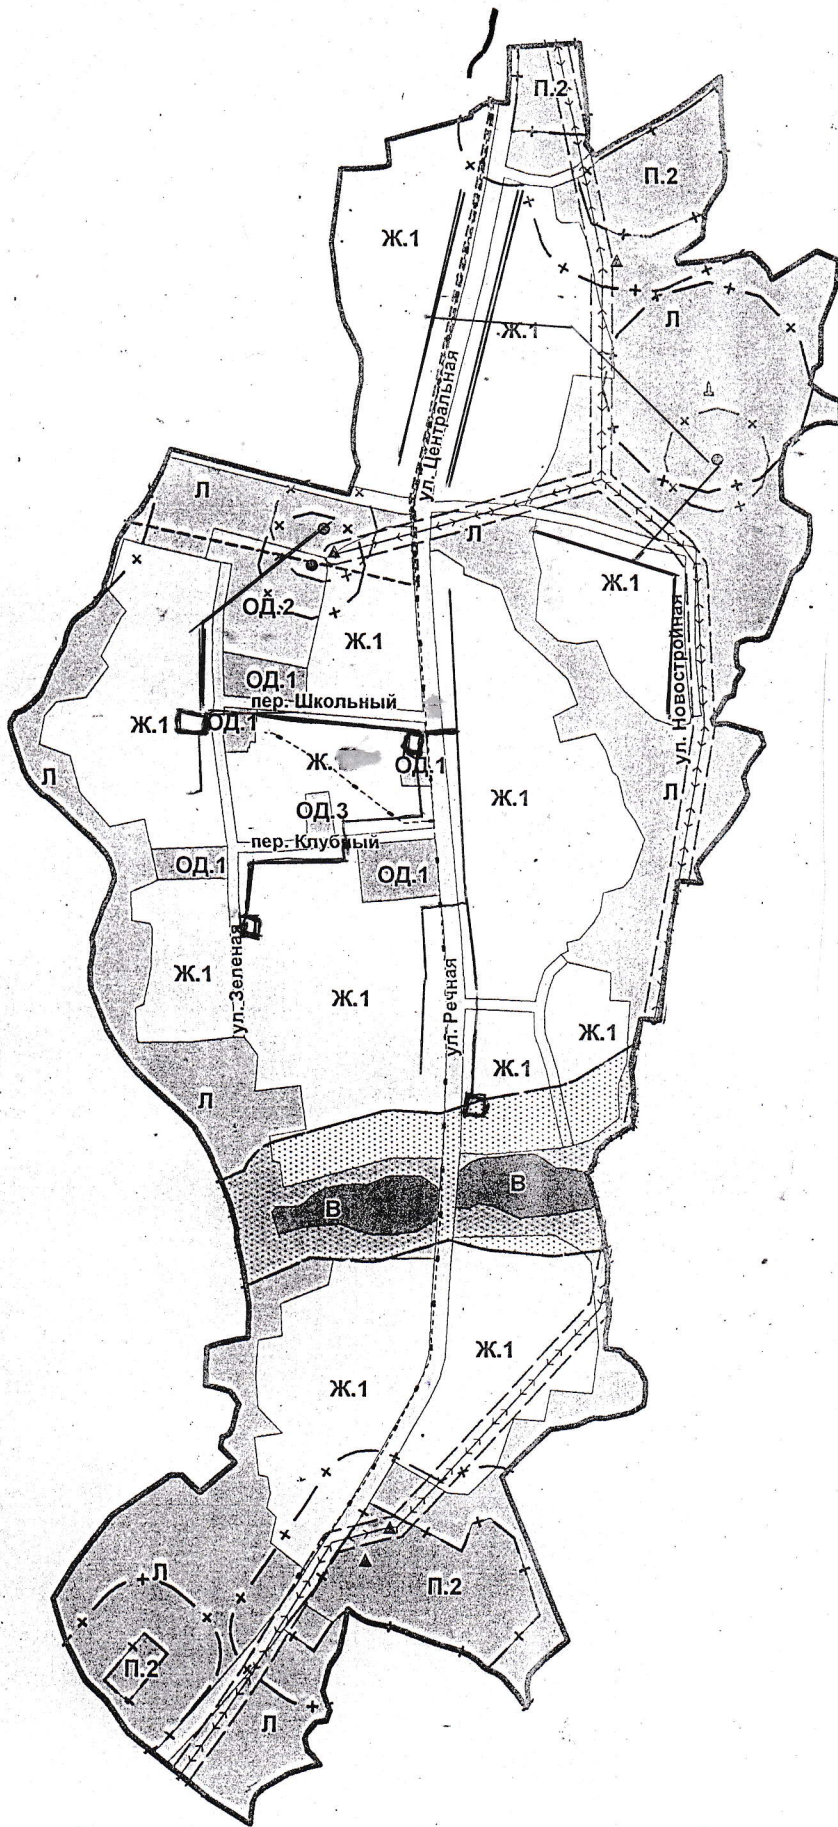 П.2
П.2
Ж.1
Л
Ж.1
ул. Центральная
Л
Л
Ж.1
ОД.2
Ж.1
ул. Новостройная
ОД.1
пер. Школьный
Ж.1
ОД.1
Ж.
ОД.1
Л
Л
Ж.1
ОД.3
пер. Клубный
ОД.1
ОД.1
ул. Зеленая
Ж.1
Ж.1
ул. Речная
Ж.1
Ж.1
Л
В
В
Ж.1
Ж.1
Л
П.2
П.2
Л